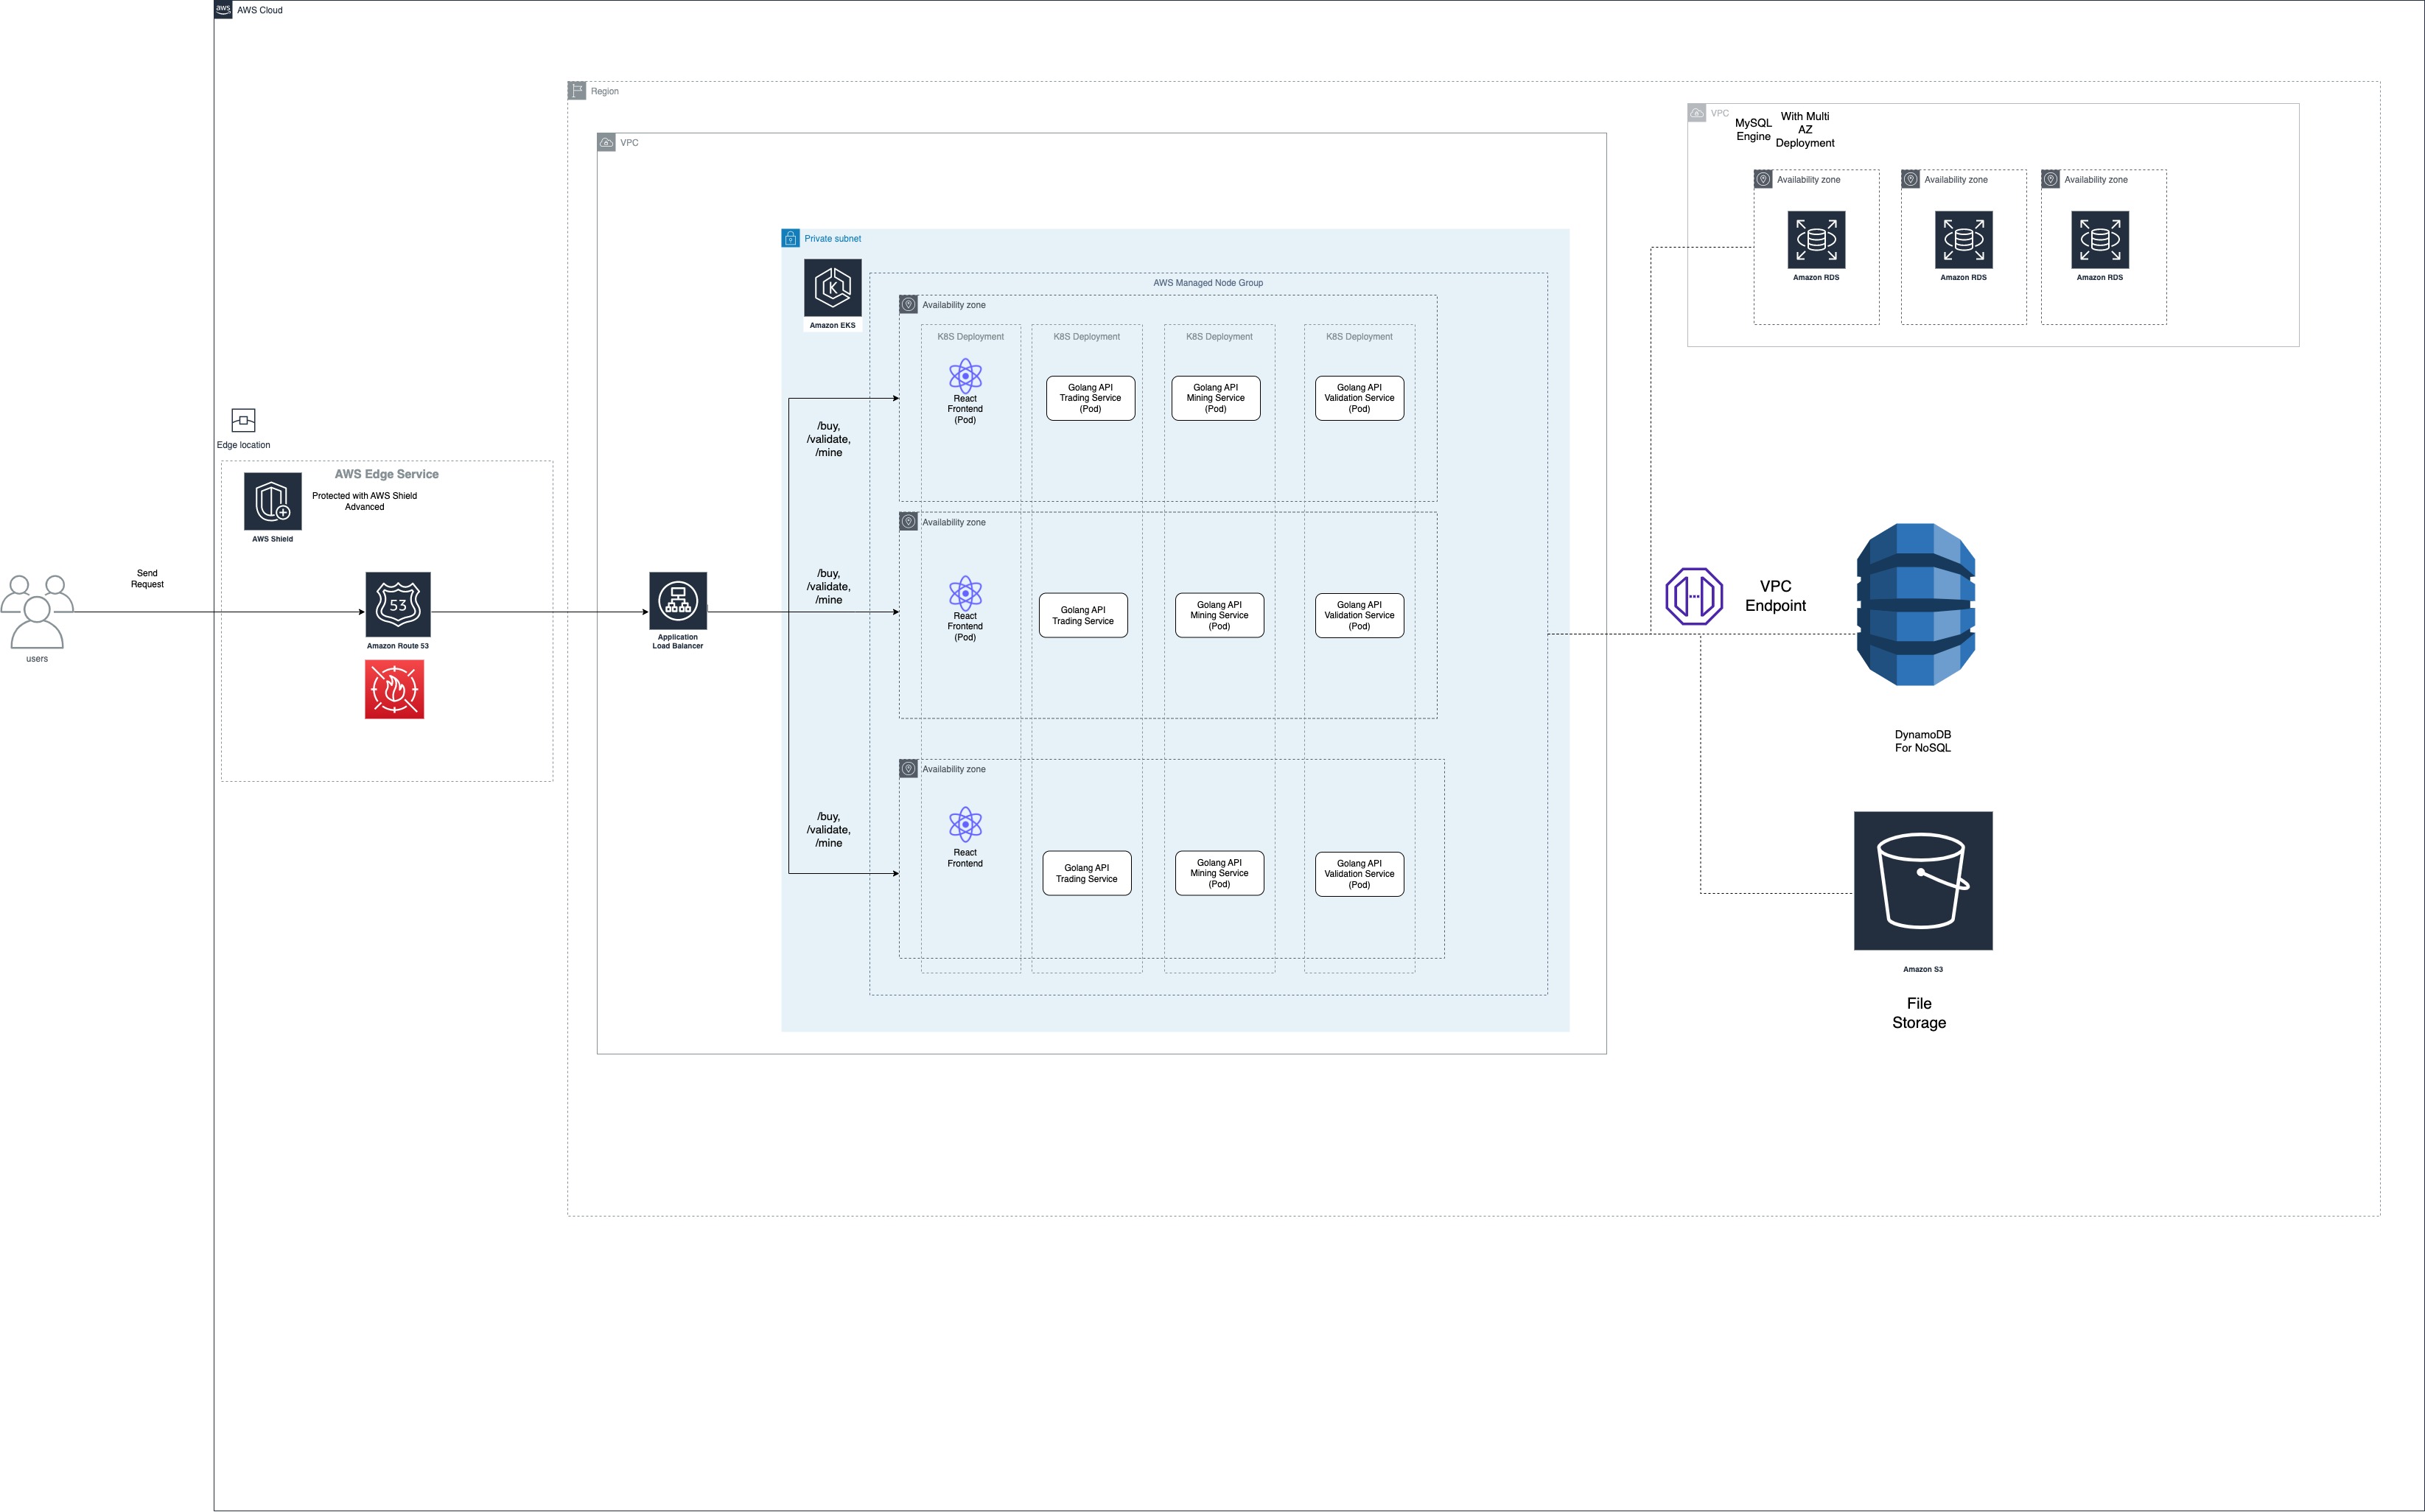 aws
AWS Cloud
Region
VPC
VPC
MySQL
Engine
With Multi
AZ
Deployment
Availability zone
Availability zone
Availability zone
Amazon RDS
Amazon RDS
Amazon RDS
Private subnet
Amazon EKS
AWS Managed Node Group
Availability zone
K8S Deployment
K8S Deployment
K8S Deployment
K8S Deployment
React
Frontend
(Pod)
Golang API
Trading Service
(Pod)
Golang API
Mining Service
(Pod)
Golang API
Validation Service
(Pod)
/buy,
/validate,
/mine
Edge location
AWS Edge Service
Protected with AWS Shield
Advanced
AWS Shield
Availability zone
Send
Request
users
53
Amazon Route 53
Application
Load Balancer
/buy,
/validate,
/mine
React
Frontend
(Pod)
Golang API
Trading Service
Golang API
Mining Service
(Pod)
Golang API
Validation Service
(Pod)
VPC
Endpoint
DynamoDB
For NoSQL
Availability zone
/buy,
/validate,
/mine
React
Frontend
Golang API
Trading Service
Golang API
Mining Service
(Pod)
Golang API
Validation Service
(Pod)
Amazon S3
File
Storage